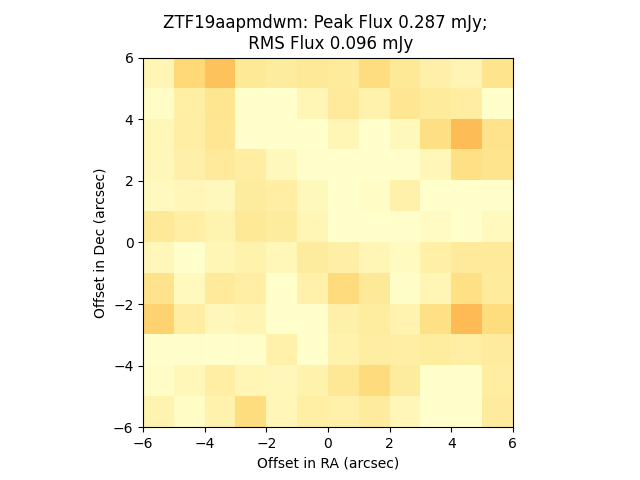 ZTF19aapmdwm: Peak Flux 0.287 mJy;
RMS Flux 0.096 mJy
6
4
2
0
−2
−4
−6
Offset in Dec (arcsec)
−6 −4 −2 0 2 4 6
Offset in RA (arcsec)